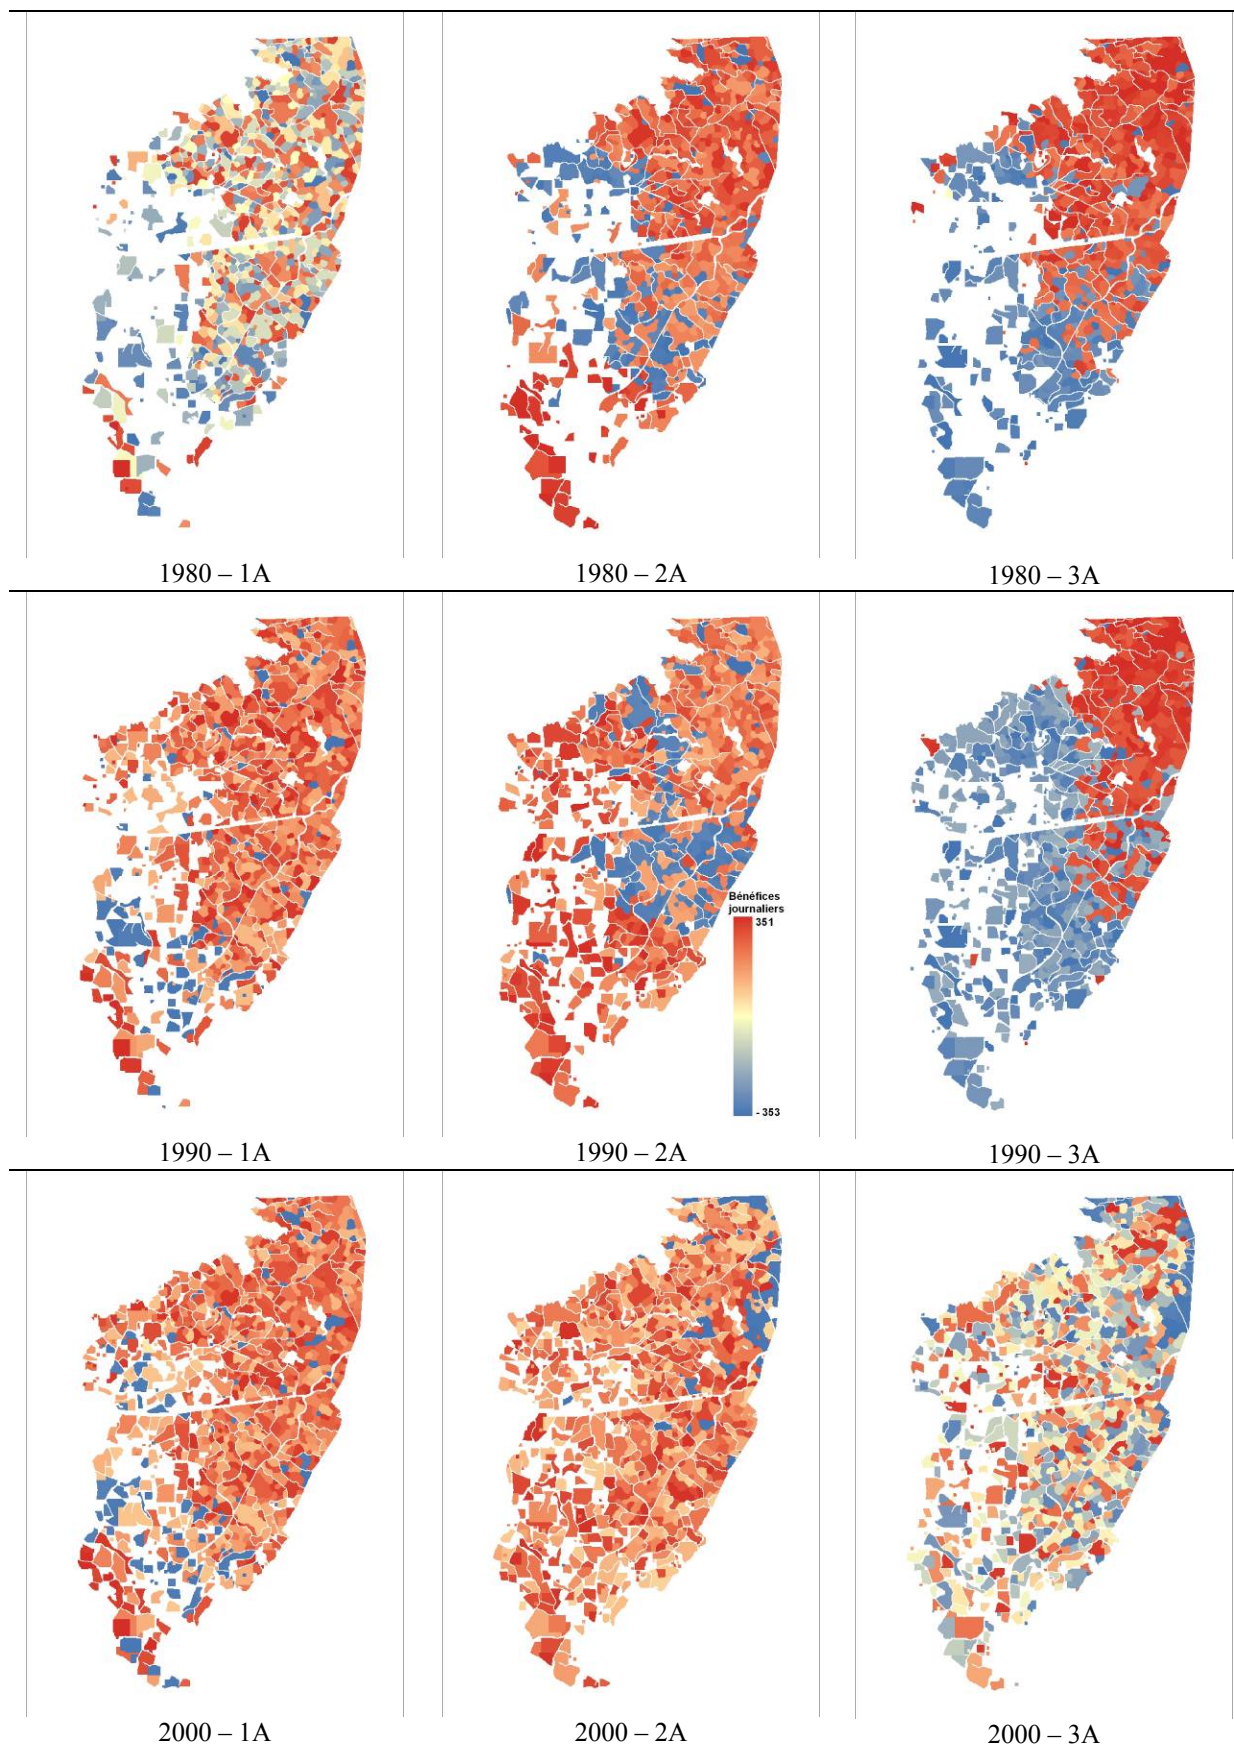 1980 – 1A
1980 – 2A
1980 – 3A
Bénéfices
journaliers
351
- 353
1990 – 1A
1990 – 2A
1990 – 3A
2000 – 1A
2000 – 2A
2000 – 3A